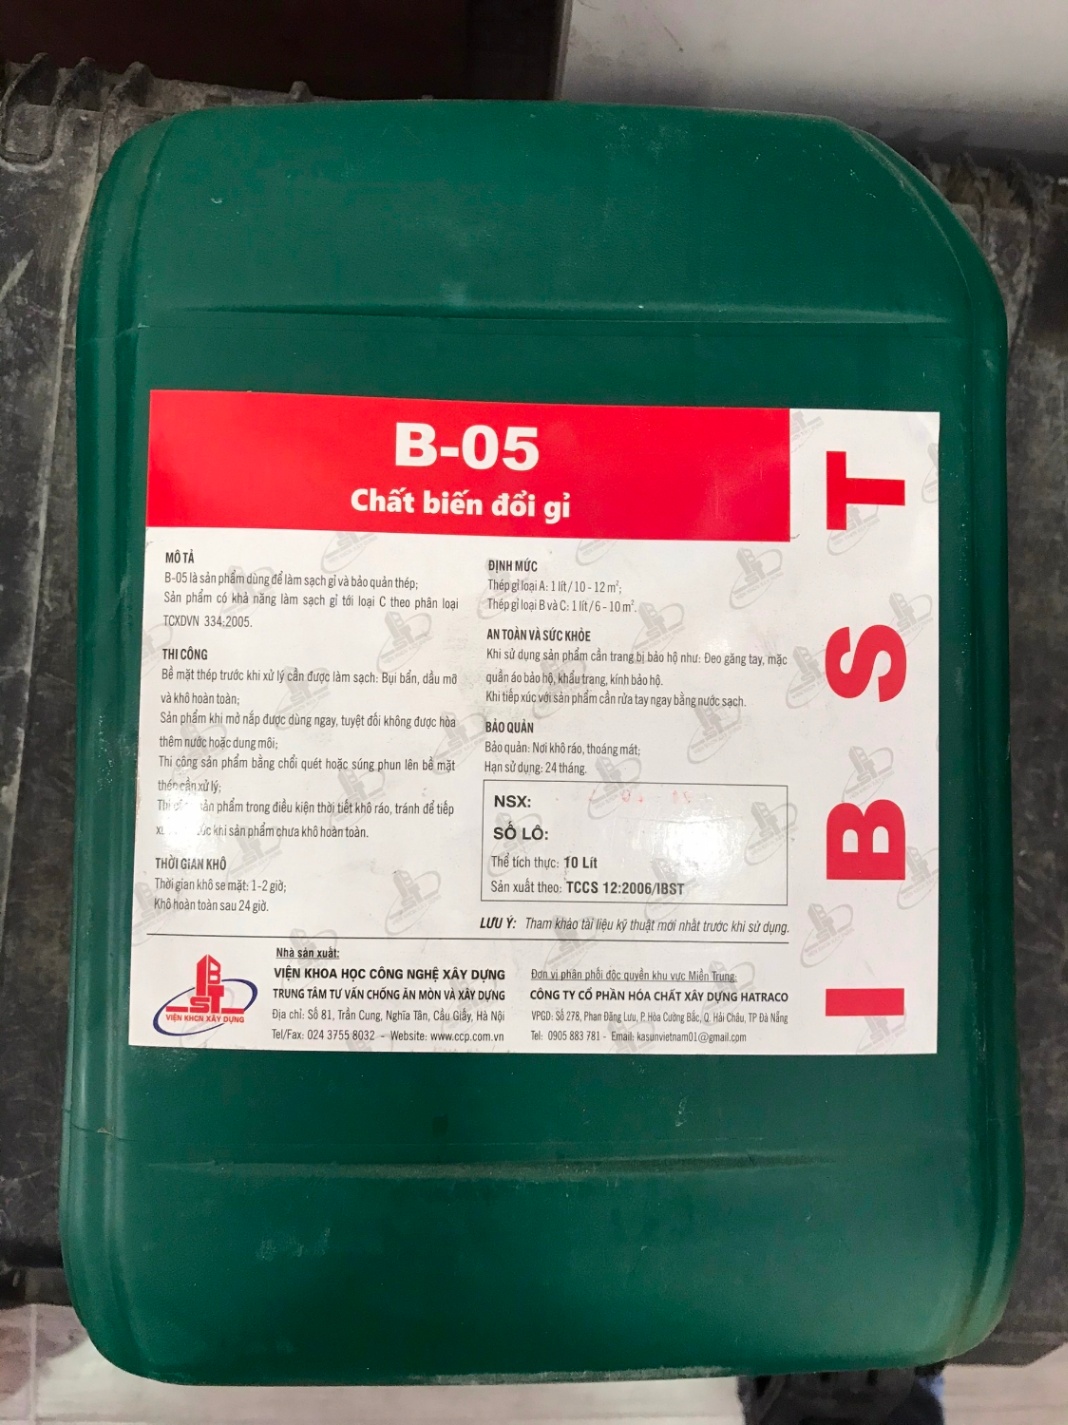 B-05
Chất biến đổi gỉ
MÔ TẢ
B-05 là sản phẩm dùng để làm sạch gỉ và bảo quản thép;
Sản phẩm có khả năng làm sạch gỉ tới loại C theo phân loại
TCXDVN 334:2005.
THI CÔNG
Bề mặt thép trước khi xử lý cần được làm sạch: Bụi bẩn, dầu mỡ
và khô hoàn toàn;
Sản phẩm khi mở nắp được dùng ngay, tuyệt đối không được hòa
thêm nước hoặc dung môi;
Thi công sản phẩm bằng chổi quét hoặc súng phun lên bề mặt
thép cần xử lý;
Thi sản phẩm trong điều kiện thời tiết khô ráo, tránh để tiếp
khi sản phẩm chưa khô hoàn toàn.
THỜI GIAN KHÔ
Thời gian khô se mặt: 1-2 giờ;
Khô hoàn toàn sau 24 giờ.
ĐỊNH MỨC
Thép gỉ loại A: 1 lít / 10 - 12 m²;
Thép gỉ loại B và C: 1 lít / 6 - 10 m².
AN TOÀN VÀ SỨC KHỎE
Khi sử dụng sản phẩm cần trang bị bảo hộ như: Đeo găng tay, mặc
quần áo bảo hộ, khẩu trang, kính bảo hộ.
Khi tiếp xúc với sản phẩm cần rửa tay ngay bằng nước sạch.
BẢO QUẢN
Bảo quản: Nơi khô ráo, thoáng mát;
Hạn sử dụng: 24 tháng.
NSX:
SỐ LÔ:
Thể tích thực: 10 Lít
Sản xuất theo: TCCS 12:2006/IBST
LƯU Ý: Tham khảo tài liệu kỹ thuật mới nhất trước khi sử dụng.
IBST
BST
VIỆN KHCN XÂY DỰNG
Nhà sản xuất:
VIỆN KHOA HỌC CÔNG NGHỆ XÂY DỰNG
TRUNG TÂM TƯ VẤN CHỐNG ĂN MÒN VÀ XÂY DỰNG
Địa chỉ: Số 81, Trần Cung, Nghĩa Tân, Cầu Giấy, Hà Nội
Tel/Fax: 024 3755 8032 - Website: www.ccp.com.vn
Đơn vị phân phối độc quyền khu vực Miền Trung:
CÔNG TY CỔ PHẦN HÓA CHẤT XÂY DỰNG HATRACO
VPGD: Số 278, Phan Đăng Lưu, P. Hòa Cường Bắc, Q. Hải Châu, TP Đà Nẵng
Tel: 0905 883 781 - Email: kasunvietnam01@gmail.com